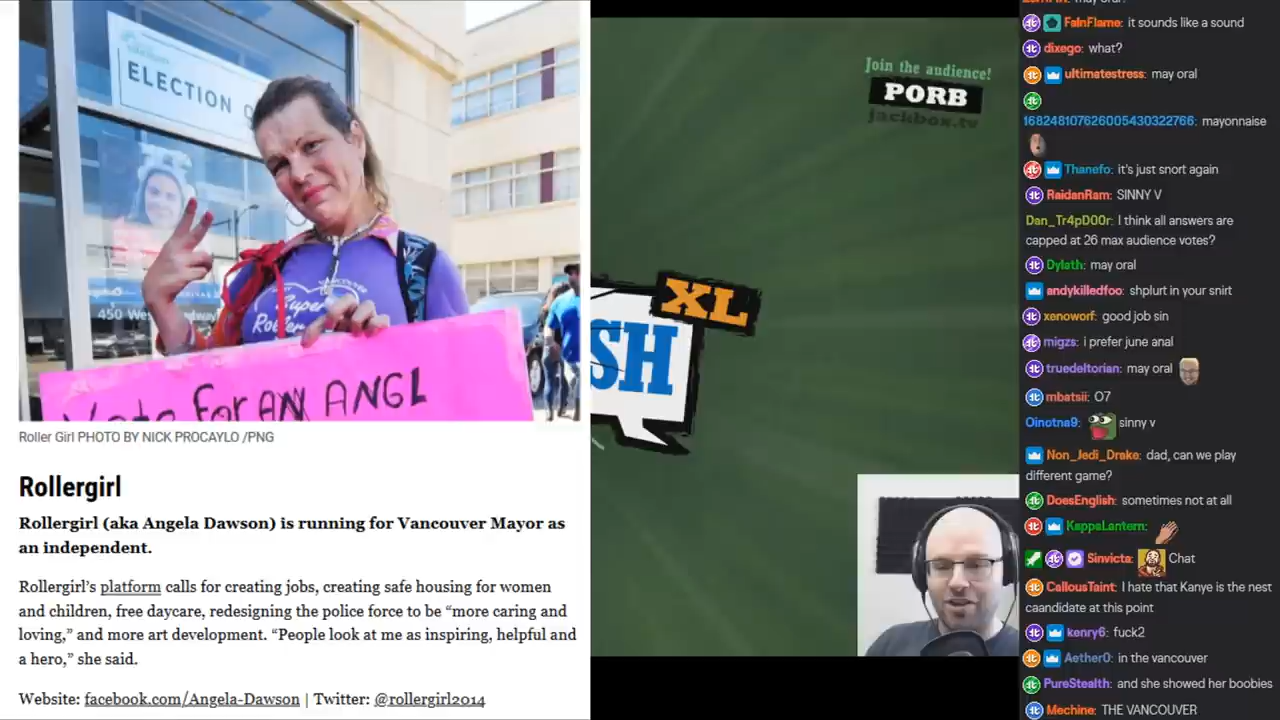 ELECTION O
450 Wes
Super
Roller
Vote for AN ANGL
Roller Girl PHOTO BY NICK PROCAYLO /PNG
Rollergirl
Rollergirl (aka Angela Dawson) is running for Vancouver Mayor as
an independent.
Rollergirl's platform calls for creating jobs, creating safe housing for women
and children, free daycare, redesigning the police force to be “more caring and
loving,” and more art development. “People look at me as inspiring, helpful and
a hero,” she said.
Website: facebook.com/Angela-Dawson | Twitter: @rollergirl2014
Join the audience!
PORB
jackbox.tv
XL
SH
FalnFlame: it sounds like a sound
dixego: what?
ultimatestress: may oral
168248107626005430322766: mayonnaise
Thanefo: it's just snort again
RaidanRam: SINNY V
Dan_Tr4pD00r: I think all answers are
capped at 26 max audience votes?
Dylath: may oral
andykilledfoo: shplurt in your snirt
xenoworf: good job sin
migzs: i prefer june anal
truedeltorian: may oral
mbatsii: O7
Oinotna9: sinny v
Non_Jedi_Drake: dad, can we play
different game?
DoesEnglish: sometimes not at all
KappaLantern:
Sinvicta: Chat
CallousTaint: I hate that Kanye is the nest
caandidate at this point
kenry6: fuck2
Aether0: in the vancouver
PureStealth: and she showed her boobies
Mechine: THE VANCOUVER